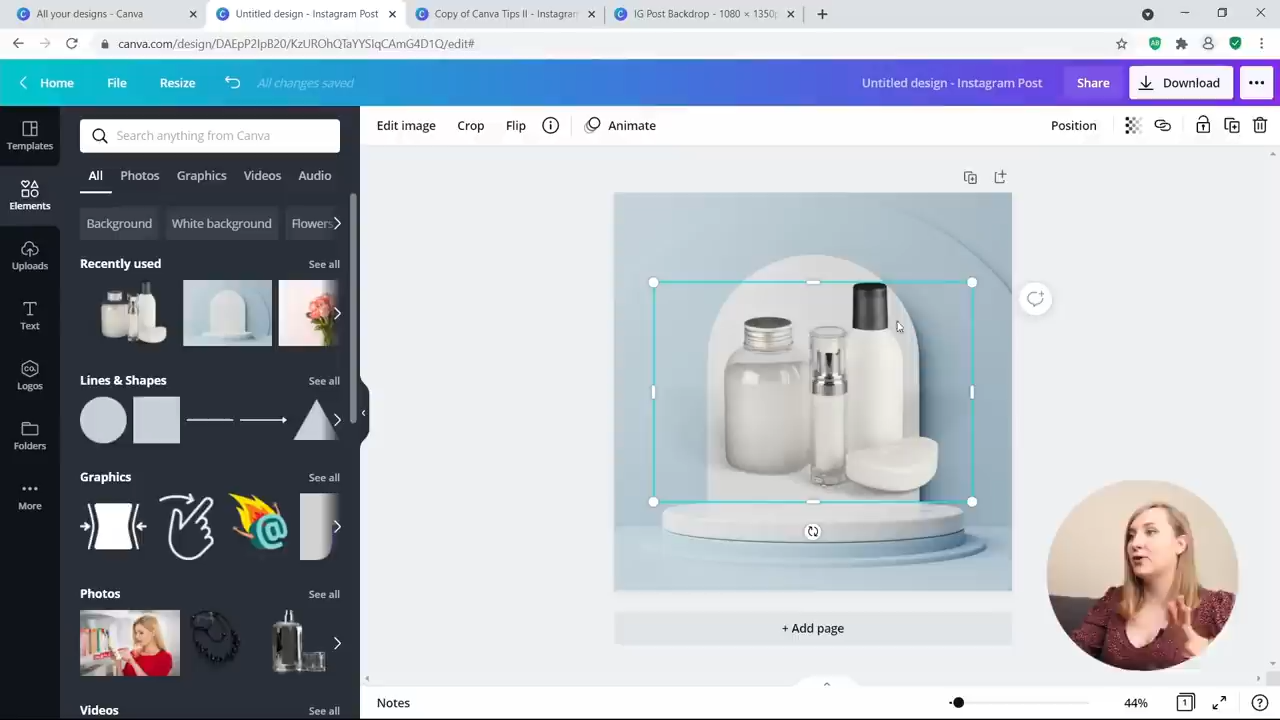 All your designs - Canva
Untitled design - Instagram Post
Copy of Canva Tips II - Instagram
IG Post Backdrop - 1080 × 1350p
canva.com/design/DAEpP2IpB20/KzUROhQTaYYSIqCAmG4D1Q/edit#
Home
File
Resize
All changes saved
Untitled design - Instagram Post
Share
Download
Templates
Elements
Uploads
Text
Logos
Folders
More
Search anything from Canva
All
Photos
Graphics
Videos
Audio
Background
White background
Flowers
Recently used
See all
Lines & Shapes
See all
Graphics
See all
Photos
See all
Videos
See all
Edit image
Crop
Flip
Animate
Position
+ Add page
Notes
44%
1